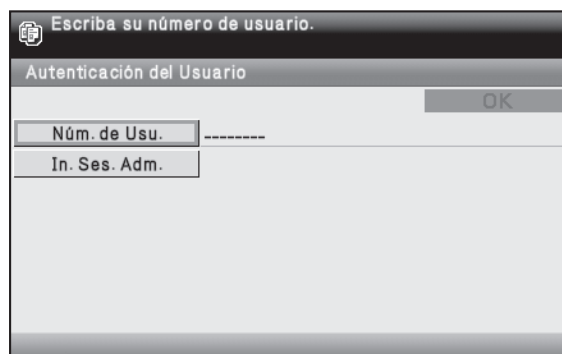 Escriba su número de usuario.
Autenticación del Usuario
OK
Núm. de Usu. --------
In. Ses. Adm.